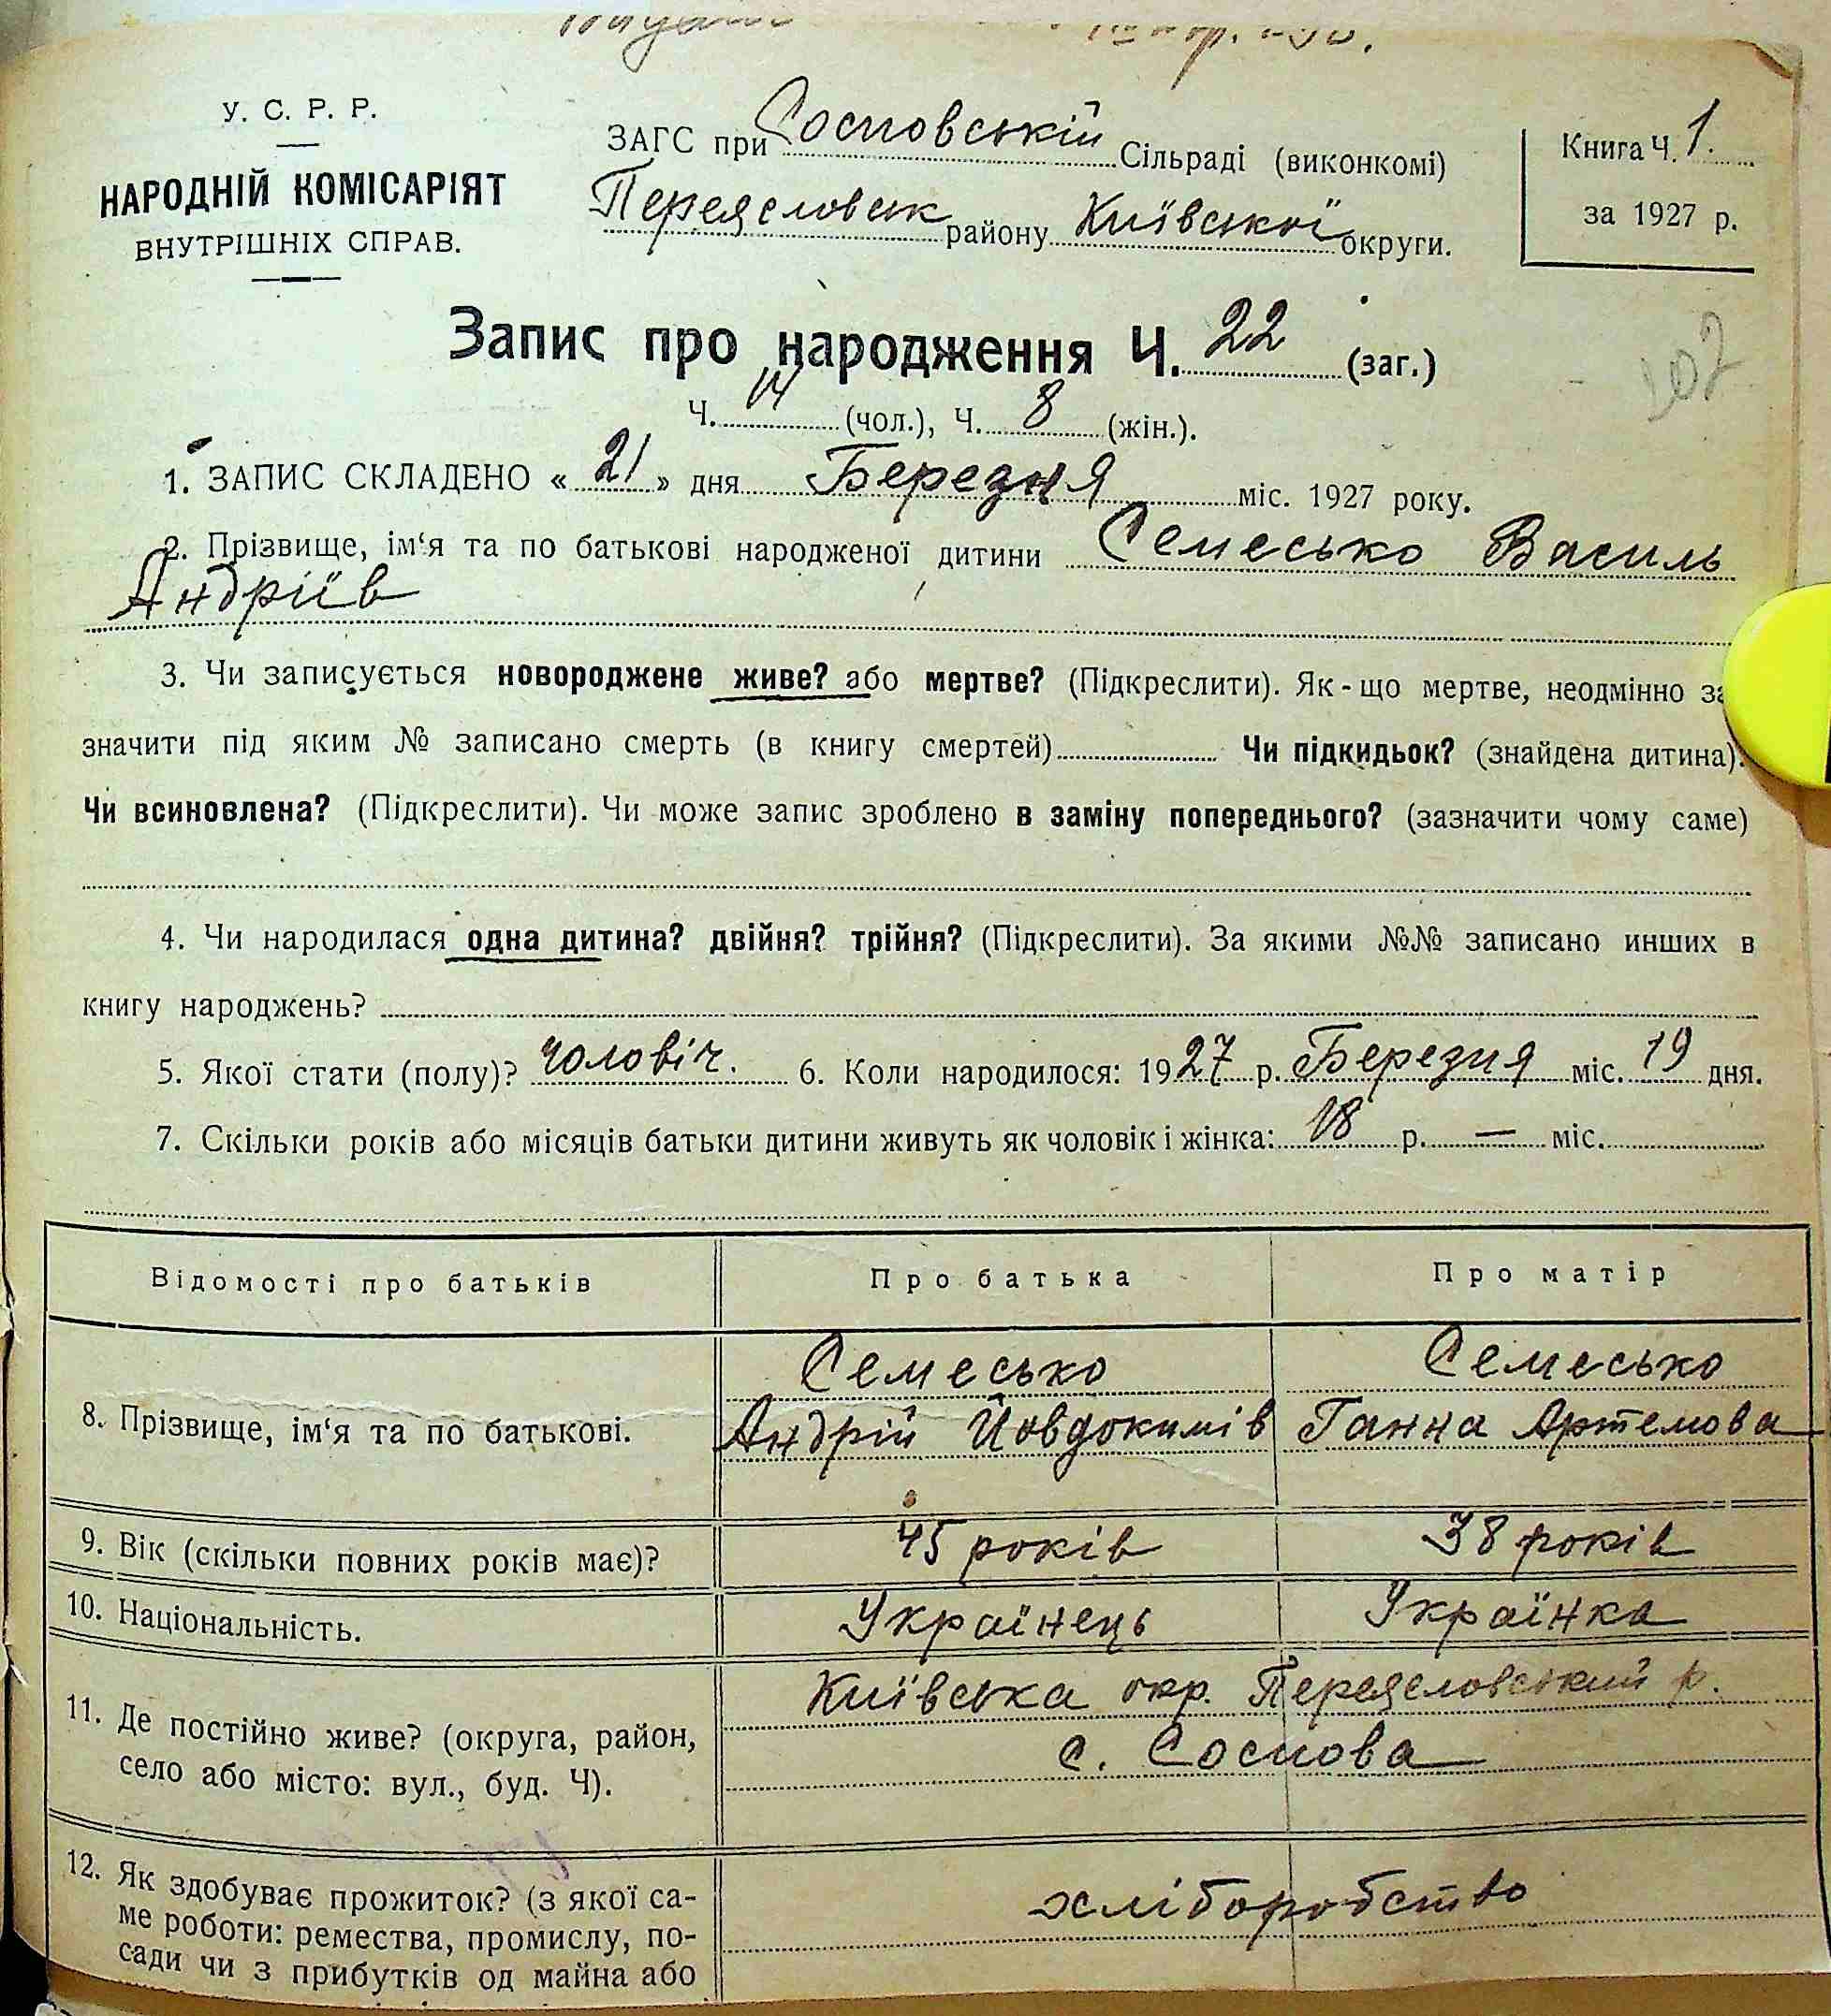 У. С. Р. Р.
НАРОДНІЙ КОМІСАРІЯТ
ВНУТРІШНІХ СПРАВ.
ЗАГС при Сосновській Сільраді (виконкомі)
Переясловськ району Київської округи.
Книга Ч. 1.
за 1927 р.
Запис про народження Ч. 22 (заг.)
Ч. 14 (чол.), Ч. 8 (жін.).
107
1. ЗАПИС СКЛАДЕНО « 21 » дня Березня міс. 1927 року.
2. Прізвище, ім‘я та по батькові народженої дитини Семесько Василь
Андріїв
3. Чи записується новороджене живе? або мертве? (Підкреслити). Як-що мертве, неодмінно за
значити під яким № записано смерть (в книгу смертей) Чи підкидьок? (знайдена дитина).
Чи всиновлена? (Підкреслити). Чи може запис зроблено в заміну попереднього? (зазначити чому саме)
4. Чи народилася одна дитина? двійня? трійня? (Підкреслити). За якими №№ записано инших в
книгу народжень?
5. Якої стати (полу)? чоловіч. 6. Коли народилося: 1927 р. Березня міс. 19 дня.
7. Скільки років або місяців батьки дитини живуть як чоловік і жінка: 18 р. — міс.
Відомості про батьків Про батька Про матір
8. Прізвище, ім‘я та по батькові.
Семесько
Андрій Йовдокимів
Семесько
Ганна Артемова
9. Вік (скільки повних років має)? 45 років 38 років
10. Національність. Українець Українка
11. Де постійно живе? (округа, район,
село або місто: вул., буд. Ч).
Київська окр. Переясловський р.
с. Соснова
12. Як здобуває прожиток? (з якої са-
ме роботи: ремества, промислу, по-
сади чи з прибутків од майна або
хліборобство